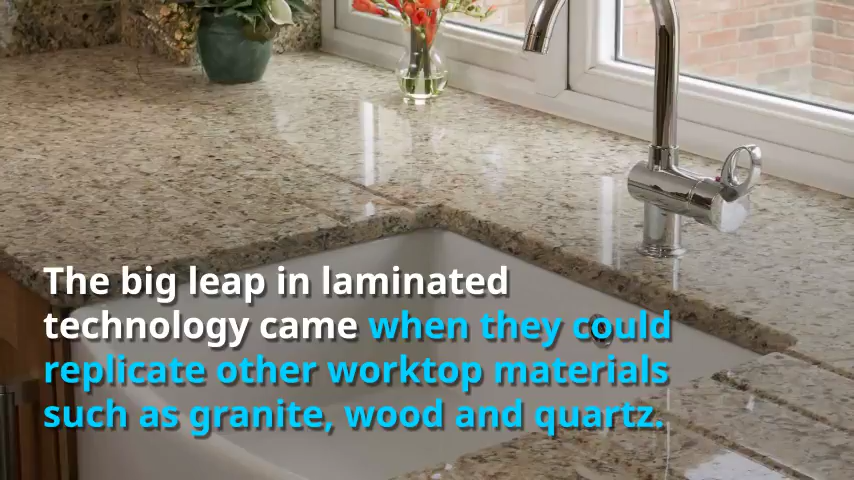 The big leap in laminated
technology came when they could
replicate other worktop materials
such as granite, wood and quartz.